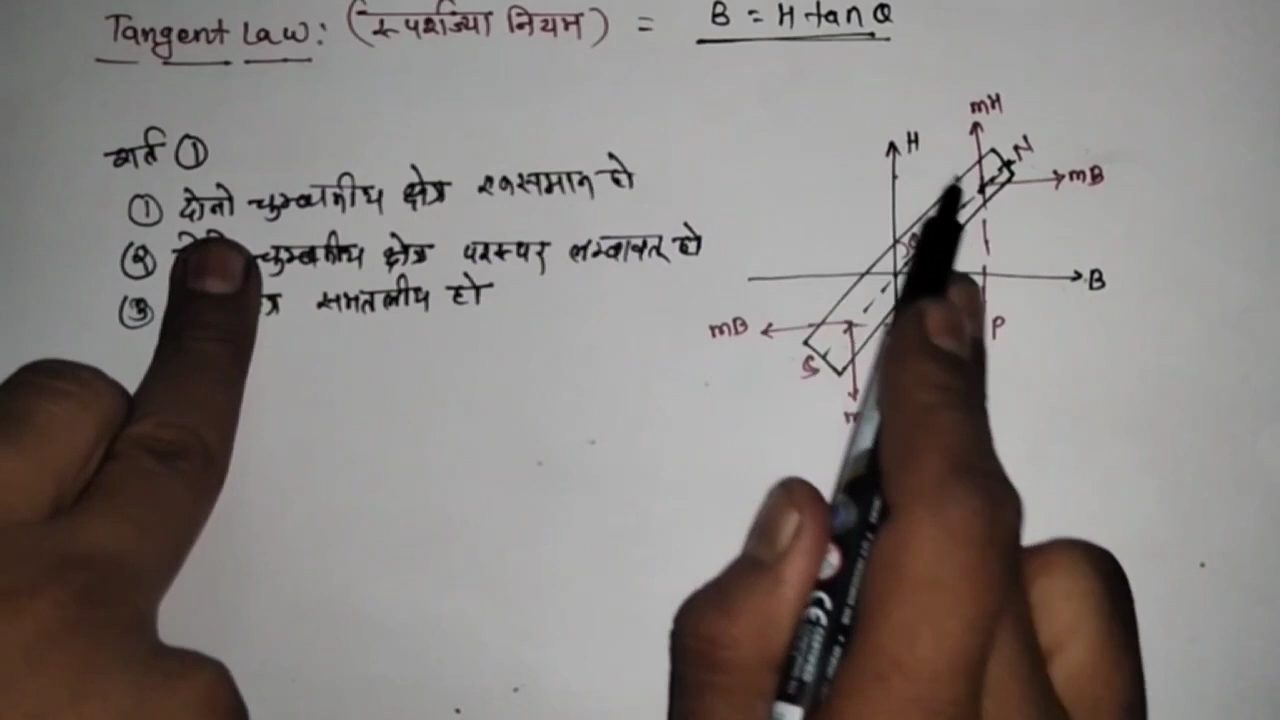 Tangent Law: (स्पर्शज्या नियम) = B = H tan Q
शर्त ①
① दोनो चुम्बकीय क्षेत्र एकसमान हो
② चुम्बकीय क्षेत्र परस्पर लम्बवत् हो
③ समतलीय हो
mH
H
N
mB
B
mB
P
S
CE